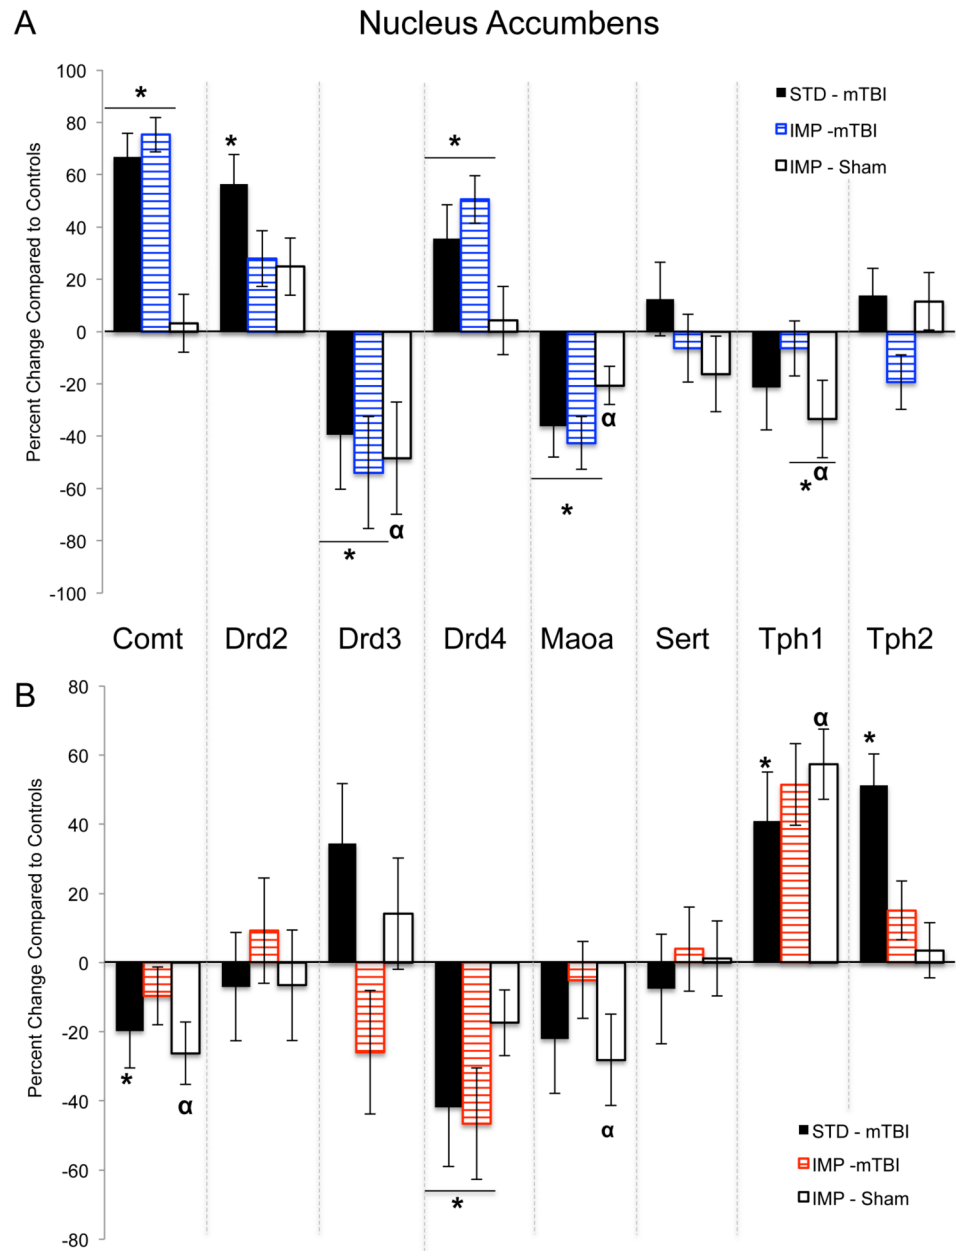 A
Nucleus Accumbens
Percent Change Compared to Controls
100
80
60
40
20
0
-20
-40
-60
-80
-100
*
*
*
α
*
*
α
*
α
*
STD - mTBI
IMP -mTBI
IMP - Sham
Comt
Drd2
Drd3
Drd4
Maoa
Sert
Tph1
Tph2
B
Percent Change Compared to Controls
80
60
40
20
0
-20
-40
-60
-80
*
α
*
α
*
α
*
STD - mTBI
IMP -mTBI
IMP - Sham